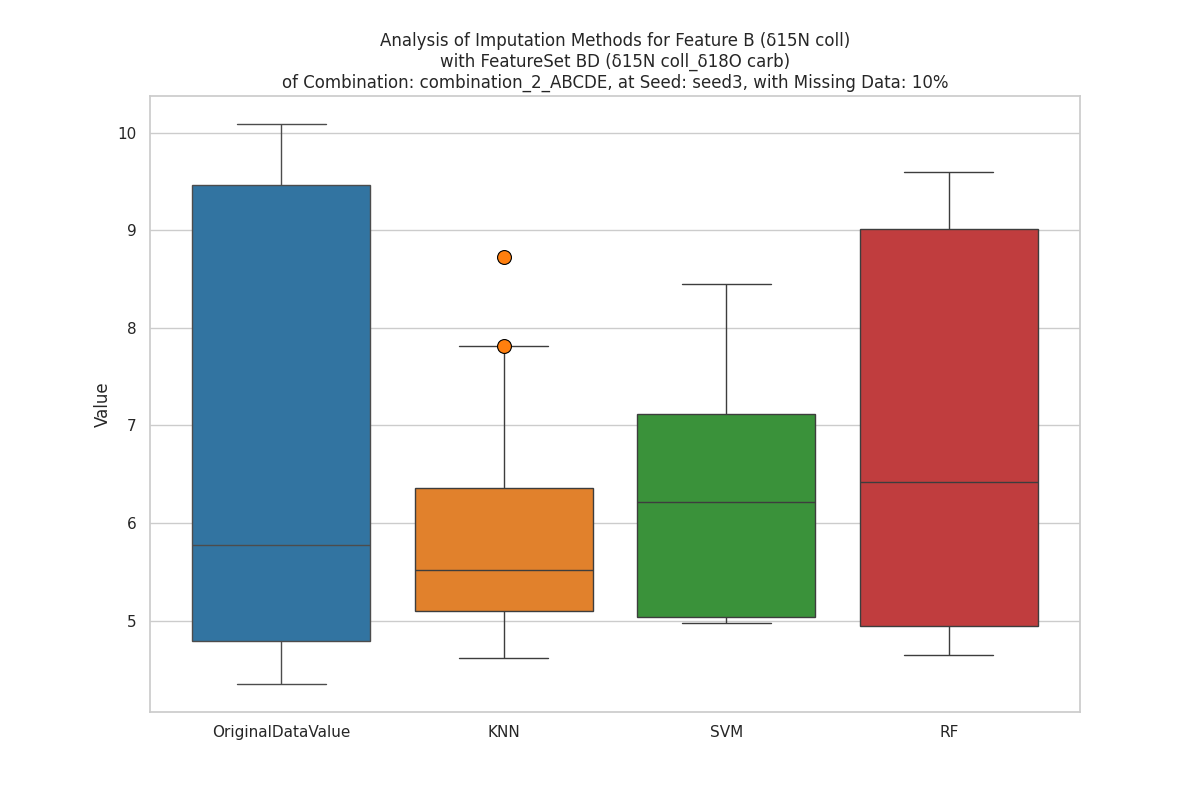 Analysis of Imputation Methods for Feature B (δ15N coll)
with FeatureSet BD (δ15N coll_δ18O carb)
of Combination: combination_2_ABCDE, at Seed: seed3, with Missing Data: 10%
10
9
8
7
6
5
Value
OriginalDataValue
KNN
SVM
RF